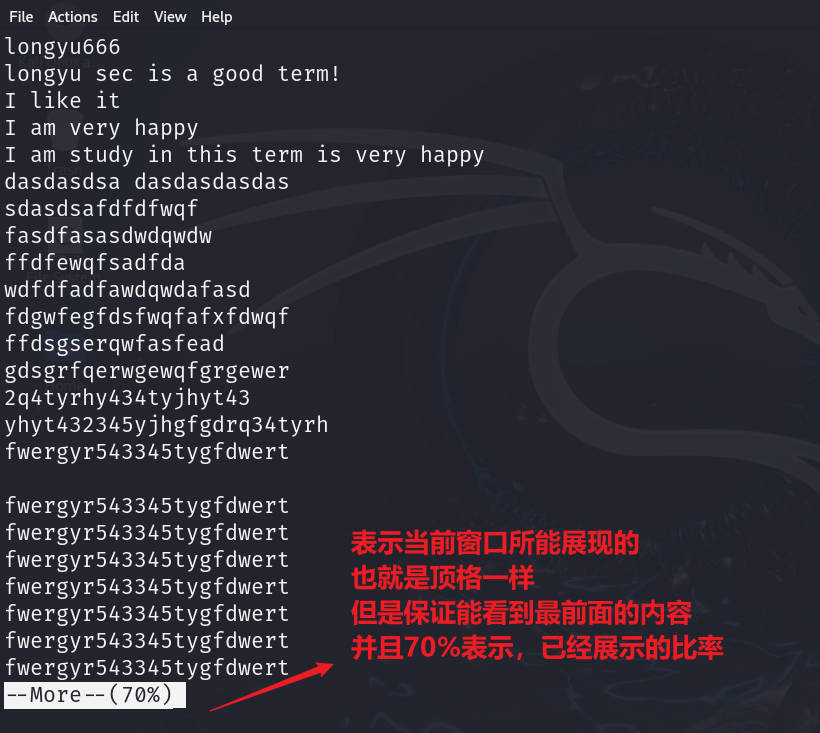 File Actions Edit View Help
longyu666
longyu sec is a good term!
I like it
I am very happy
I am study in this term is very happy
dasdasdsa dasdasdasdas
sdasdsafdfdfwqf
fasdfasasdwdqwdw
ffdfewqfsadfda
wdfdfadfawdqwdafasd
fdgwfegfdsfwqfafxfdwqf
ffdsgserqwfasfead
gdsgrfqerwgewqfgrgewer
2q4tyrhy434tyjhyt43
yhyt432345yjhgfgdrq34tyrh
fwergyr543345tygfdwert
fwergyr543345tygfdwert
fwergyr543345tygfdwert
表示当前窗口所能展现的
fwergyr543345tygfdwert
也就是顶格一样
fwergyr543345tygfdwert
但是保证能看到最前面的内容
fwergyr543345tygfdwert
并且70%表示，已经展示的比率
fwergyr543345tygfdwert
fwergyr543345tygfdwert
--More--(70%)